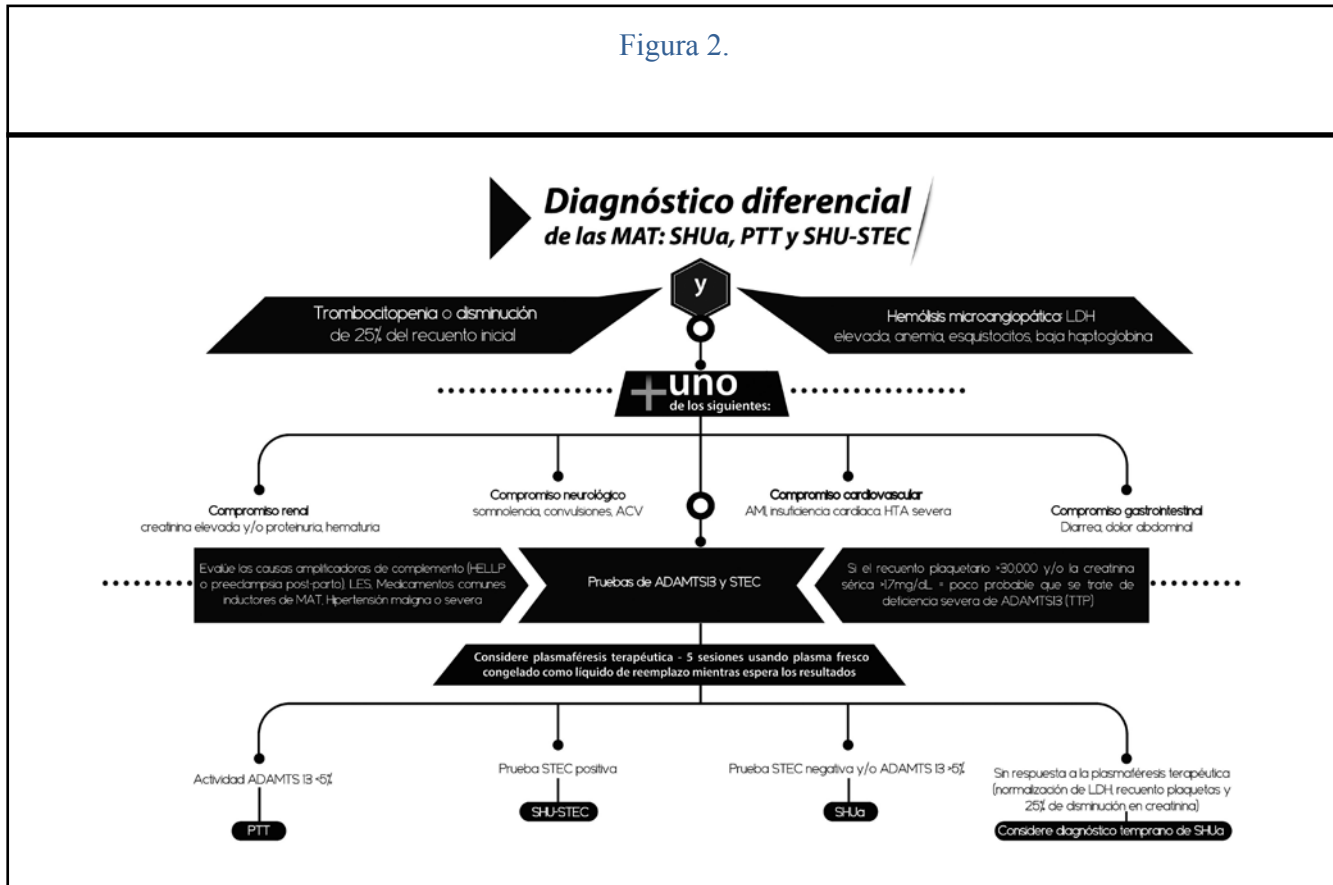 Figura 2.
Diagnóstico diferencial
de las MAT: SHUa, PTT y SHU-STEC
y
Trombocitopenia o disminución
de 25% del recuento inicial
Hemólisis microangiopática: LDH
elevada, anemia, esquistocitos, baja haptoglobina
+uno
de los siguientes:
Compromiso renal
creatinina elevada y/o proteinuria, hematuria
Compromiso neurológico
somnolencia, convulsiones, ACV
Compromiso cardiovascular
AMI, insuficiencia cardíaca. HTA severa
Compromiso gastrointestinal
Diarrea, dolor abdominal
Evalúe las causas amplificadoras de complemento (HELLP
o preeclampsia post-parto). LES, Medicamentos comunes
inductores de MAT, Hipertensión maligna o severa
Pruebas de ADAMTS13 y STEC
Si el recuento plaquetario >30.000 y/o la creatinina
sérica >1.7mg/dL = poco probable que se trate de
deficiencia severa de ADAMTS13 (TTP)
Considere plasmaféresis terapéutica - 5 sesiones usando plasma fresco
congelado como líquido de reemplazo mientras espera los resultados
Actividad ADAMTS 13 <5%
PTT
Prueba STEC positiva
SHU-STEC
Prueba STEC negativa y/o ADAMTS 13 >5%
SHUa
Sin respuesta a la plasmaféresis terapéutica
(normalización de LDH, recuento plaquetas y
25% de disminución en creatinina)
Considere diagnóstico temprano de SHUa